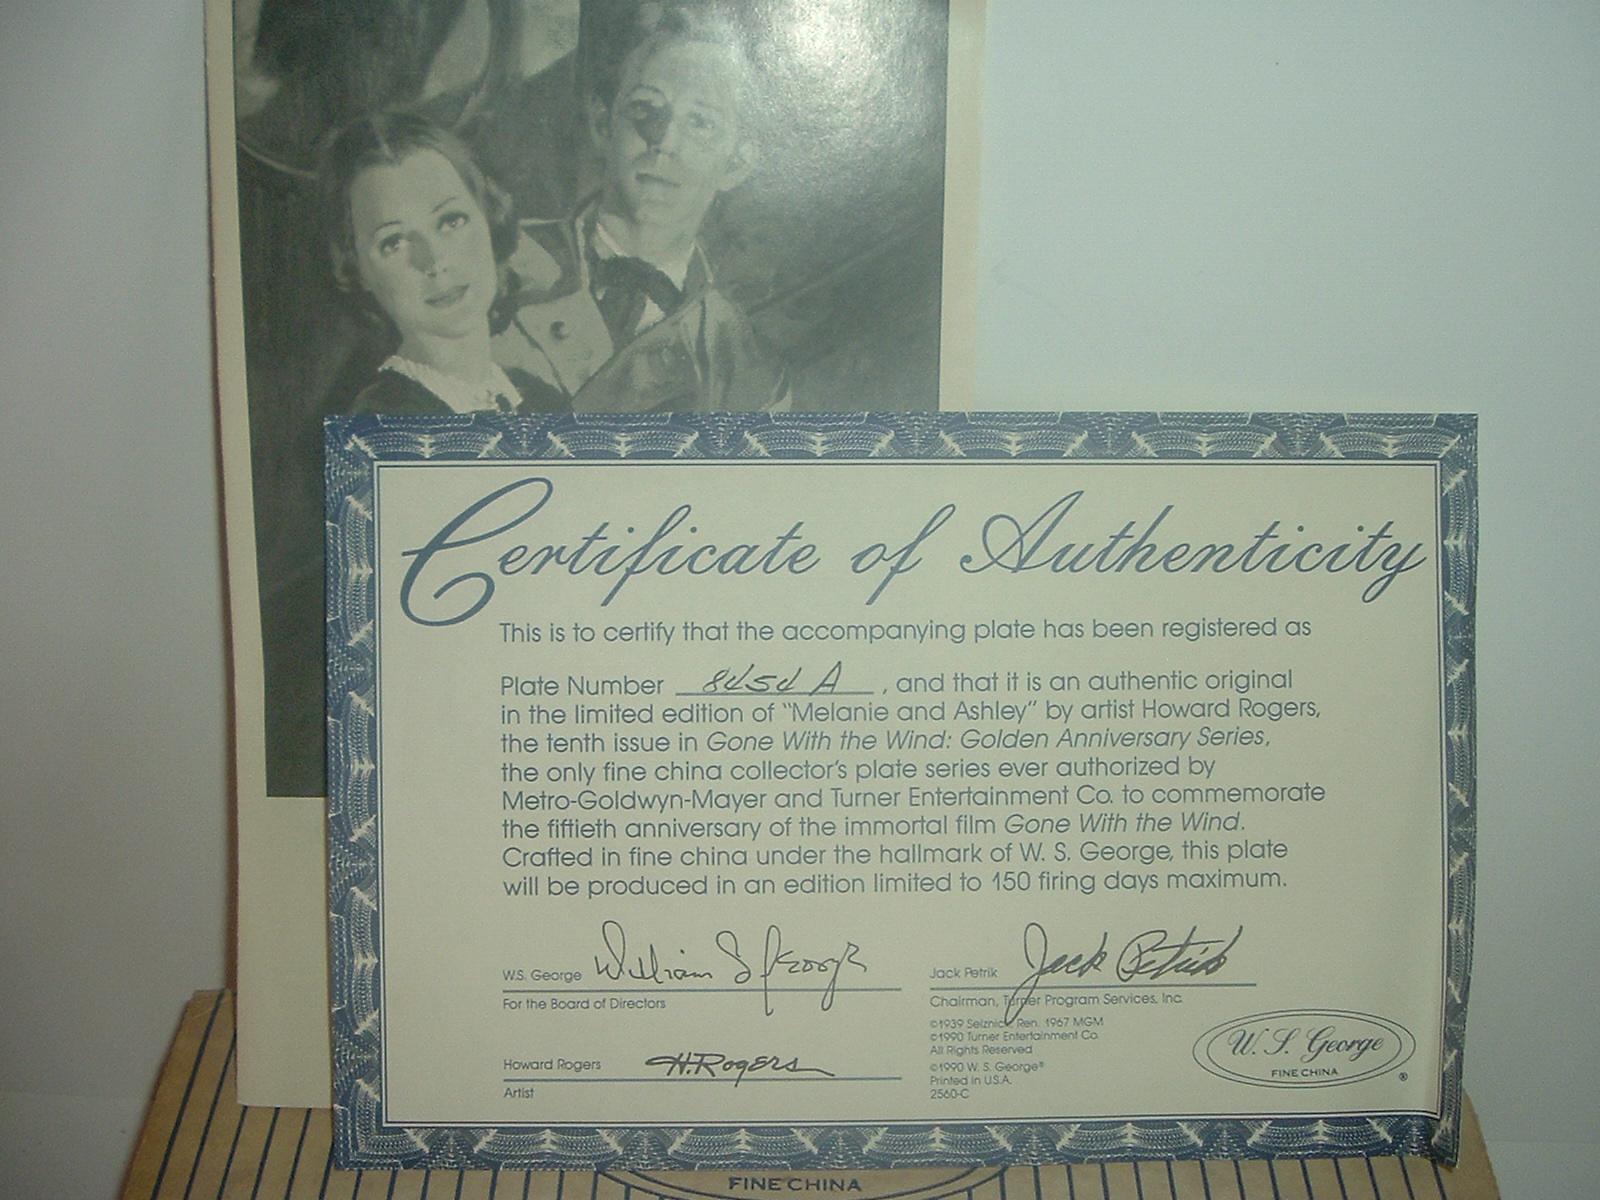 Certificate of Authenticity
This is to certify that the accompanying plate has been registered as
Plate Number 8454 A, and that it is an authentic original
in the limited edition of "Melanie and Ashley" by artist Howard Rogers,
the tenth issue in Gone With the Wind: Golden Anniversary Series,
the only fine china collector's plate series ever authorized by
Metro-Goldwyn-Mayer and Turner Entertainment Co. to commemorate
the fiftieth anniversary of the immortal film Gone With the Wind.
Crafted in fine china under the hallmark of W. S. George, this plate
will be produced in an edition limited to 150 firing days maximum.
W.S. George William S George
For the Board of Directors
Jack Petrik Jack Petrik
Chairman, Turner Program Services, Inc.
©1939 Selznick, Ren. 1967 MGM
©1990 Turner Entertainment Co.
All Rights Reserved
©1990 W. S. George®
Printed in U.S.A.
2560-C
Howard Rogers H. Rogers
Artist
W. S. George
FINE CHINA
®
FINE CHINA